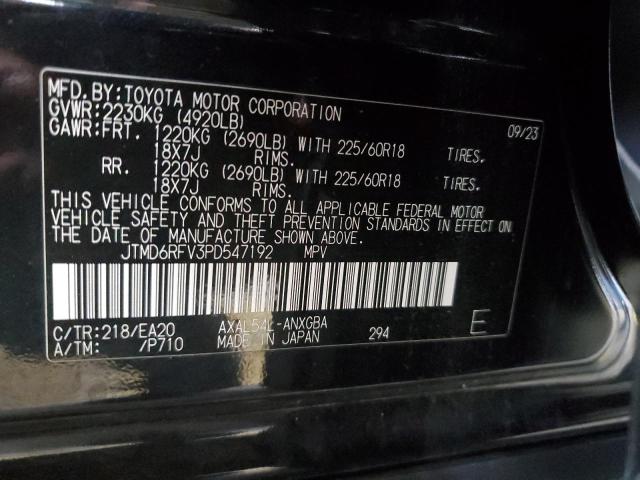 MFD.BY:TOYOTA MOTOR CORPORATION 09/23
GVWR:2230KG (4920LB)
GAWR:FRT. 1220KG (2690LB) WITH 225/60R18 TIRES.
18X7J RIMS.
RR. 1220KG (2690LB) WITH 225/60R18 TIRES.
18X7J RIMS.
THIS VEHICLE CONFORMS TO ALL APPLICABLE FEDERAL MOTOR
VEHICLE SAFETY AND THEFT PREVENTION STANDARDS IN EFFECT ON
THE DATE OF MANUFACTURE SHOWN ABOVE.
JTMD6RFV3PD547192 MPV
C/TR:218/EA20 AXAL54L-ANXGBA 294 E
A/TM: /P710 MADE IN JAPAN